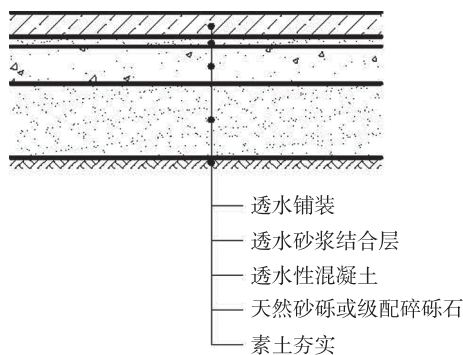 透水铺装
透水砂浆结合层
透水性混凝土
天然砂砾或级配碎砾石
素土夯实